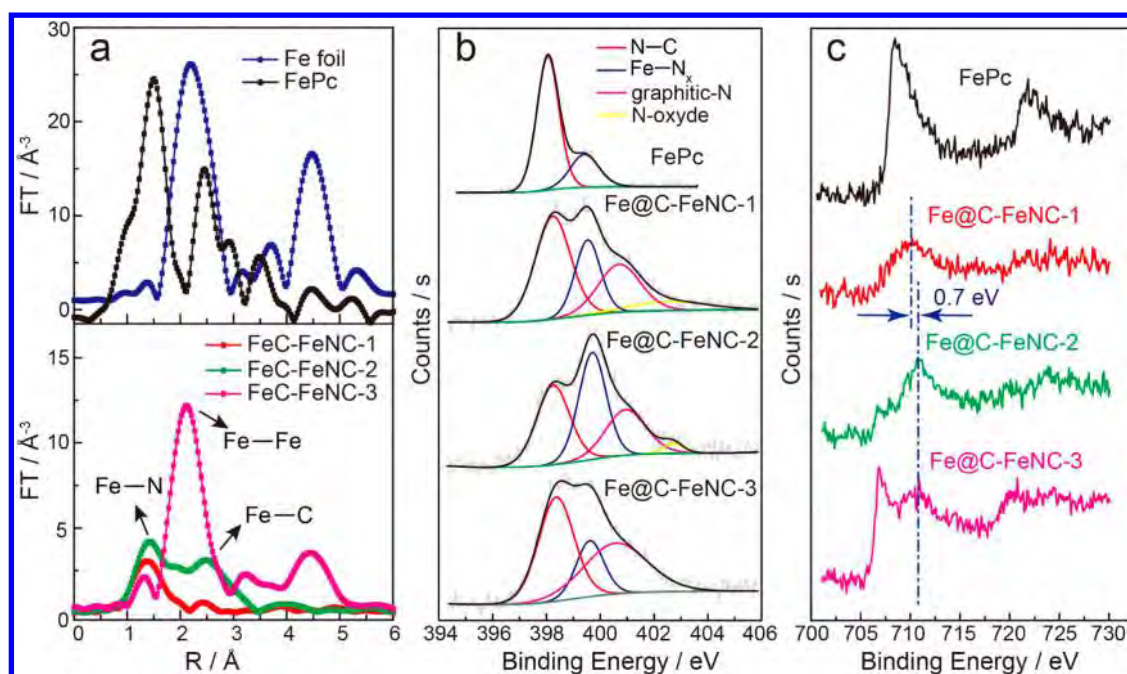 a
Fe foil
FePc
FT / Å-3
30
20
10
0
FeC-FeNC-1
FeC-FeNC-2
FeC-FeNC-3
Fe—Fe
Fe—N
Fe—C
FT / Å-3
15
10
5
0
0 1 2 3 4 5 6
R / Å
b
N—C
Fe—Nx
graphitic-N
N-oxyde
FePc
Fe@C-FeNC-1
Fe@C-FeNC-2
Fe@C-FeNC-3
Counts / s
394 396 398 400 402 404 406
Binding Energy / eV
c
FePc
Fe@C-FeNC-1
0.7 eV
Fe@C-FeNC-2
Fe@C-FeNC-3
Counts / s
700 705 710 715 720 725 730
Binding Energy / eV